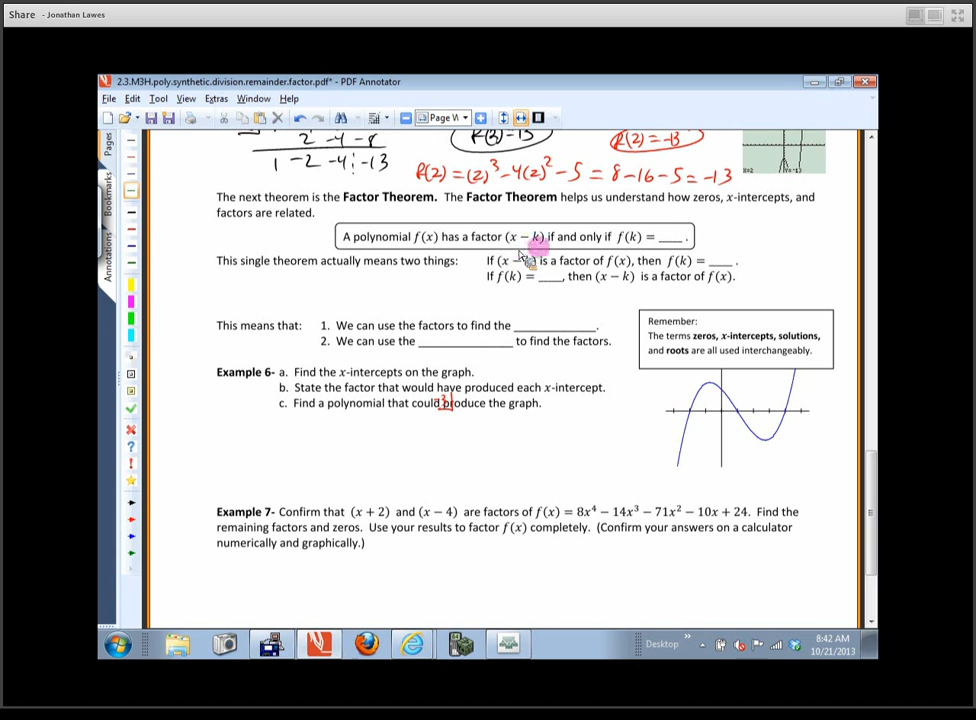 Share - Jonathan Lawes
2.3.M3H.poly.synthetic.division.remainder.factor.pdf* - PDF Annotator
File Edit Tool View Extras Window Help
Page W
Pages
Bookmarks
Annotations
2 -4 -8
1 -2 -4 -13
R(2) = -13
f(2) = (2)³ - 4(2)² - 5 = 8 - 16 - 5 = -13
The next theorem is the Factor Theorem. The Factor Theorem helps us understand how zeros, x-intercepts, and
factors are related.
A polynomial f(x) has a factor (x − k) if and only if f(k) = ____ .
This single theorem actually means two things: If (x − ) is a factor of f(x), then f(k) = ____ .
If f(k) = ____, then (x − k) is a factor of f(x).
This means that: 1. We can use the factors to find the ______________.
2. We can use the ________________ to find the factors.
Remember:
The terms zeros, x-intercepts, solutions,
and roots are all used interchangeably.
Example 6- a. Find the x-intercepts on the graph.
b. State the factor that would have produced each x-intercept.
c. Find a polynomial that could produce the graph.
Example 7- Confirm that (x + 2) and (x − 4) are factors of f(x) = 8x⁴ − 14x³ − 71x² − 10x + 24. Find the
remaining factors and zeros. Use your results to factor f(x) completely. (Confirm your answers on a calculator
numerically and graphically.)
Desktop
8:42 AM
10/21/2013